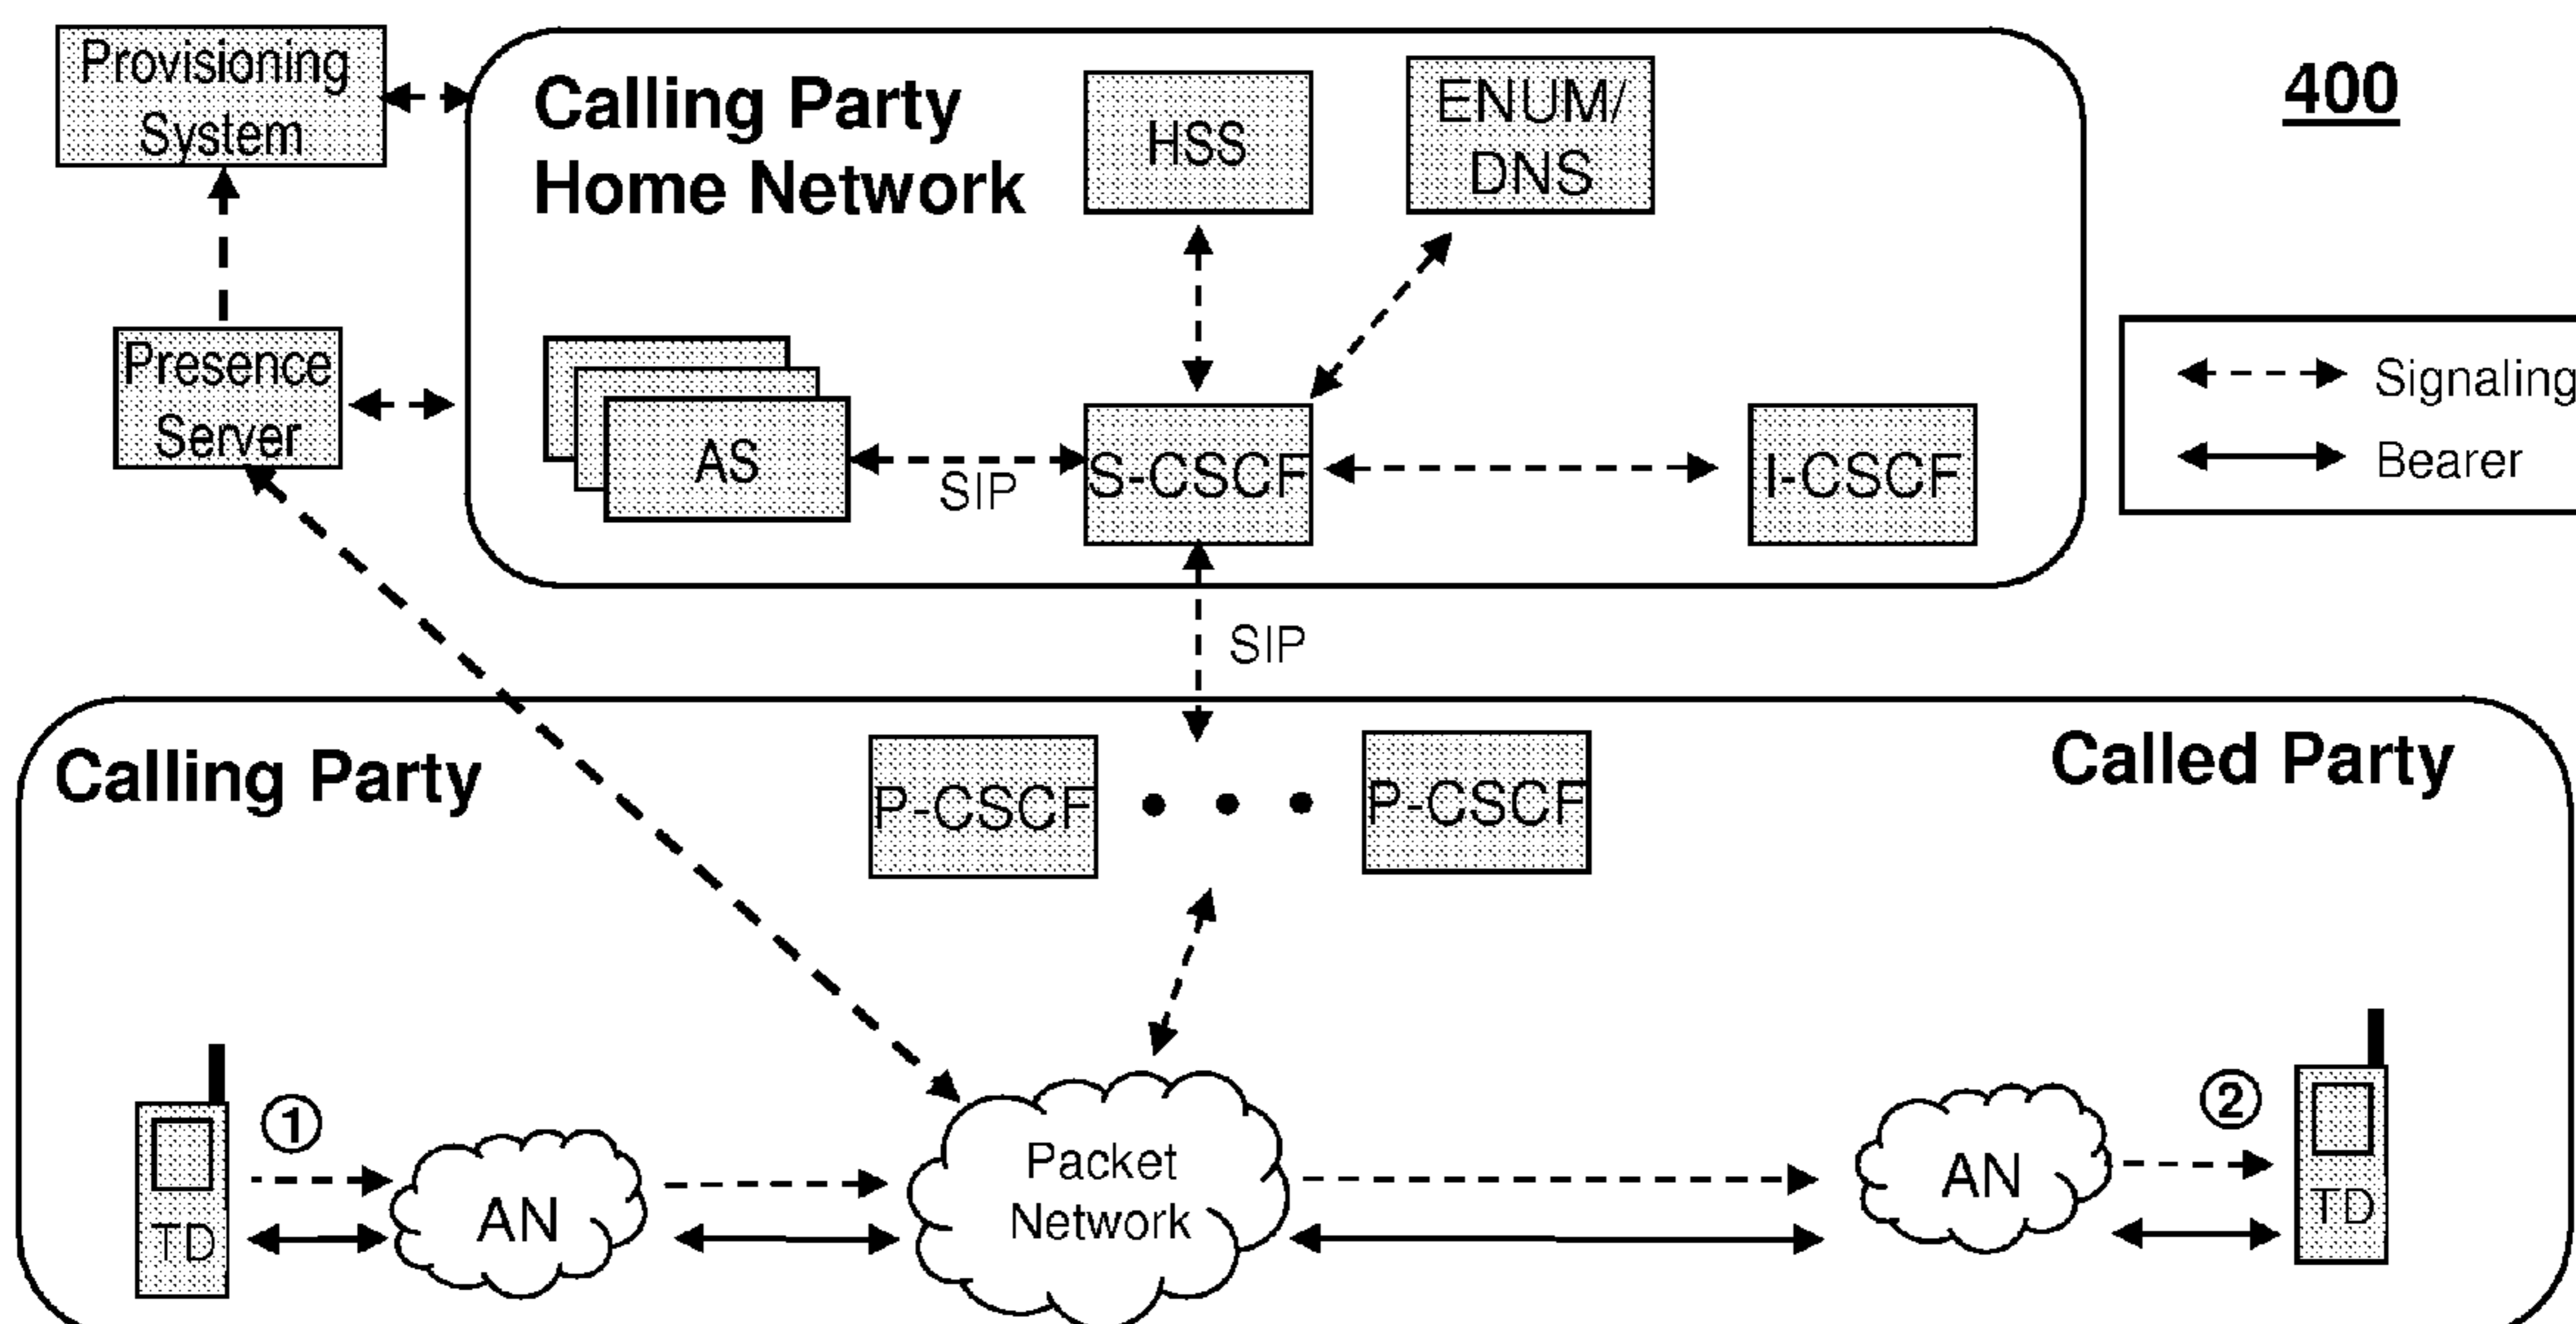 Provisioning
System
Calling Party
Home Network
HSS
ENUM/
DNS
400
Presence
Server
AS
SIP
S-CSCF
I-CSCF
Signaling
Bearer
SIP
Calling Party
Called Party
P-CSCF
P-CSCF
1
2
TD
AN
Packet
Network
AN
TD